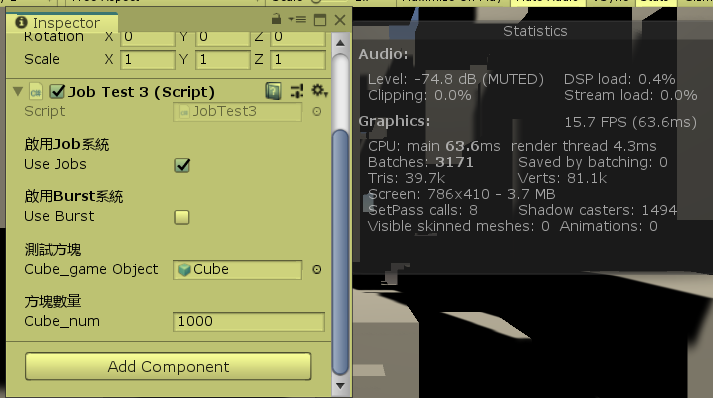 Inspector
Rotation X 0 Y 0 Z 0
Scale X 1 Y 1 Z 1
Job Test 3 (Script)
Script JobTest3
啟用Job系統
Use Jobs
啟用Burst系統
Use Burst
測試方塊
Cube_game Object Cube
方塊數量
Cube_num 1000
Add Component
Statistics
Audio:
Level: -74.8 dB (MUTED) DSP load: 0.4%
Clipping: 0.0% Stream load: 0.0%
Graphics: 15.7 FPS (63.6ms)
CPU: main 63.6ms render thread 4.3ms
Batches: 3171 Saved by batching: 0
Tris: 39.7k Verts: 81.1k
Screen: 786x410 - 3.7 MB
SetPass calls: 8 Shadow casters: 1494
Visible skinned meshes: 0 Animations: 0